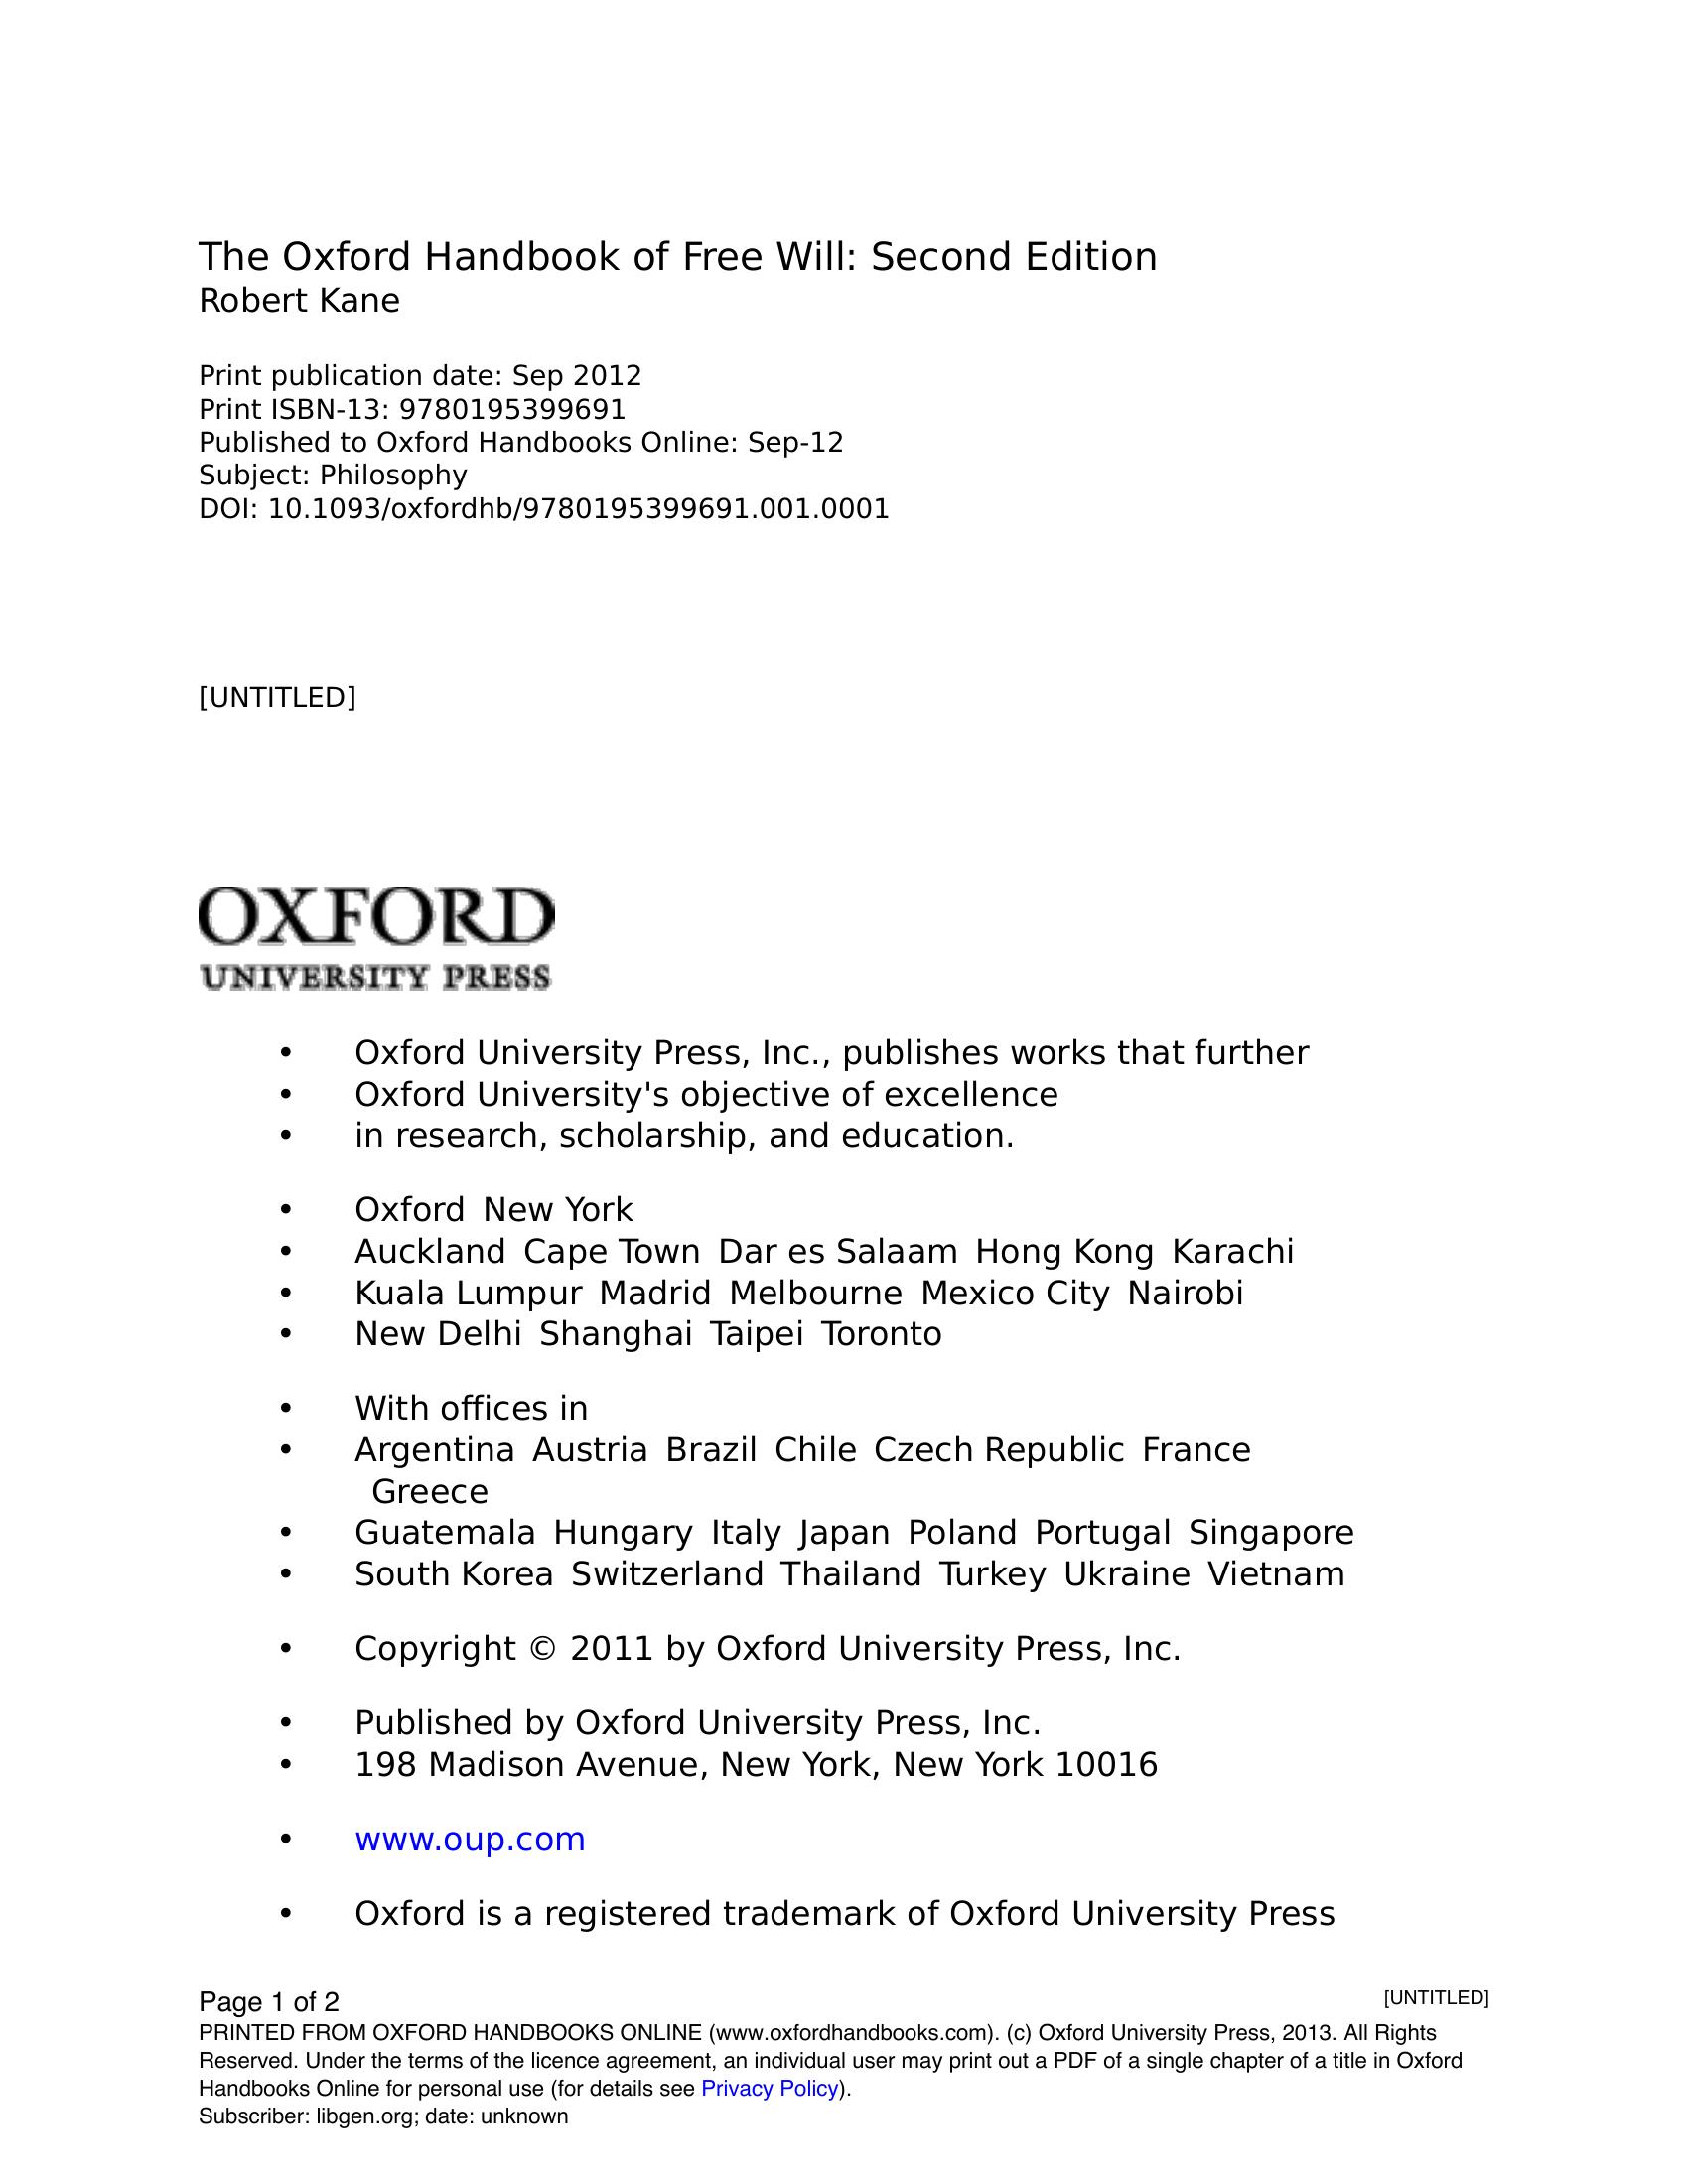 The Oxford Handbook of Free Will: Second Edition
Robert Kane
Print publication date: Sep 2012
Print ISBN-13: 9780195399691
Published to Oxford Handbooks Online: Sep-12
Subject: Philosophy
DOI: 10.1093/oxfordhb/9780195399691.001.0001
[UNTITLED]
OXFORD
UNIVERSITY PRESS
• Oxford University Press, Inc., publishes works that further
• Oxford University's objective of excellence
• in research, scholarship, and education.
• Oxford New York
• Auckland Cape Town Dar es Salaam Hong Kong Karachi
• Kuala Lumpur Madrid Melbourne Mexico City Nairobi
• New Delhi Shanghai Taipei Toronto
• With offices in
• Argentina Austria Brazil Chile Czech Republic France
Greece
• Guatemala Hungary Italy Japan Poland Portugal Singapore
• South Korea Switzerland Thailand Turkey Ukraine Vietnam
• Copyright © 2011 by Oxford University Press, Inc.
• Published by Oxford University Press, Inc.
• 198 Madison Avenue, New York, New York 10016
• www.oup.com
• Oxford is a registered trademark of Oxford University Press
Page 1 of 2
[UNTITLED]
PRINTED FROM OXFORD HANDBOOKS ONLINE (www.oxfordhandbooks.com). (c) Oxford University Press, 2013. All Rights
Reserved. Under the terms of the licence agreement, an individual user may print out a PDF of a single chapter of a title in Oxford
Handbooks Online for personal use (for details see Privacy Policy).
Subscriber: libgen.org; date: unknown